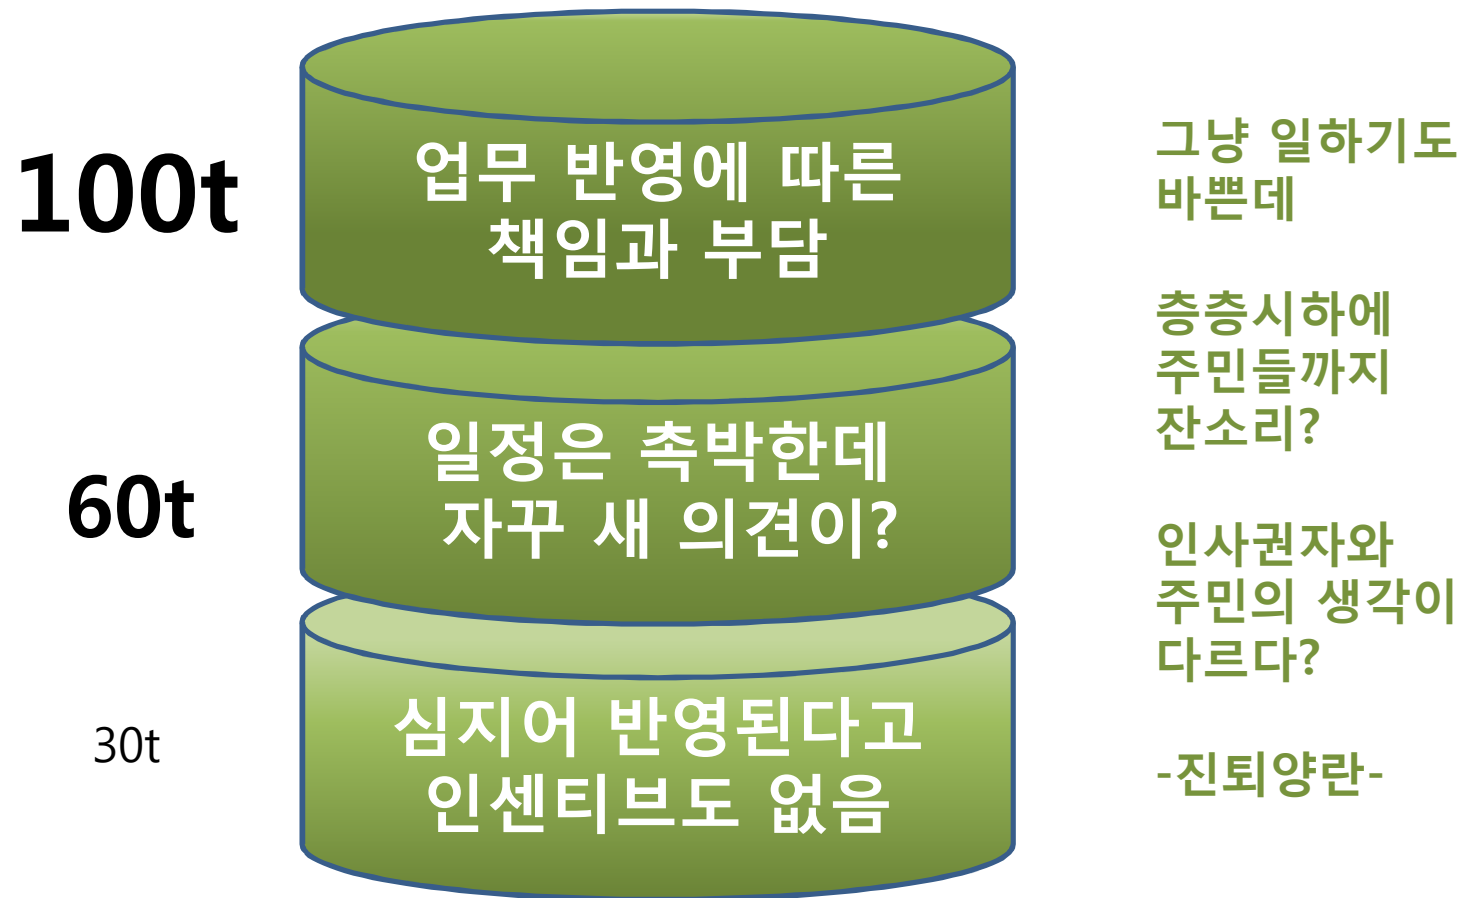 100t
업무 반영에 따른
책임과 부담
60t
일정은 촉박한데
자꾸 새 의견이?
30t
심지어 반영된다고
인센티브도 없음
그냥 일하기도
바쁜데
층층시하에
주민들까지
잔소리?
인사권자와
주민의 생각이
다르다?
-진퇴양란-